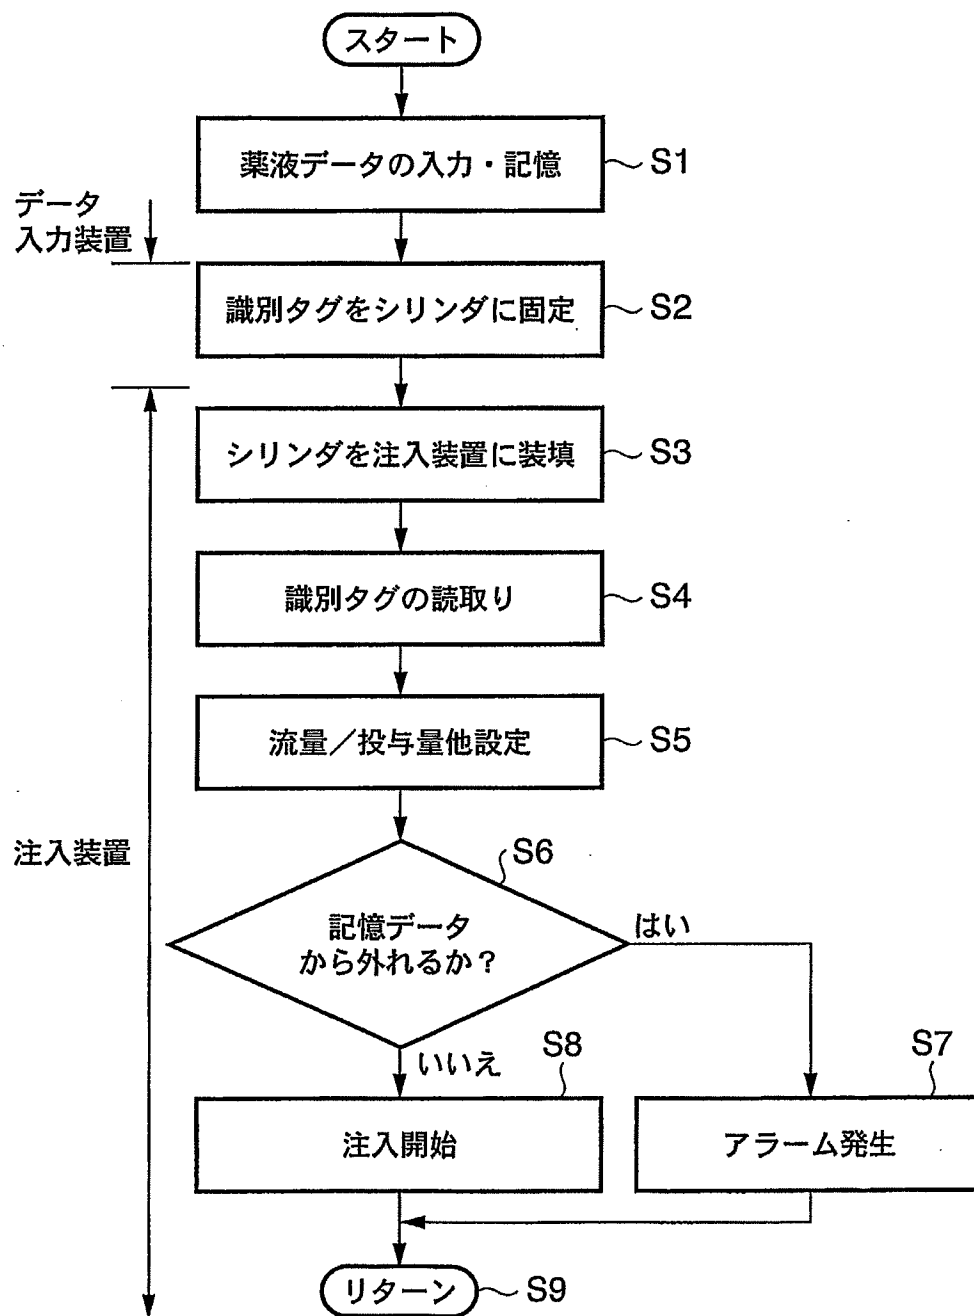 スタート
薬液データの入力・記憶
S1
データ
入力装置
識別タグをシリンダに固定
S2
シリンダを注入装置に装填
S3
識別タグの読取り
S4
流量／投与量他設定
S5
注入装置
S6
記憶データ
から外れるか？
はい
いいえ
S8
S7
注入開始
アラーム発生
リターン
S9